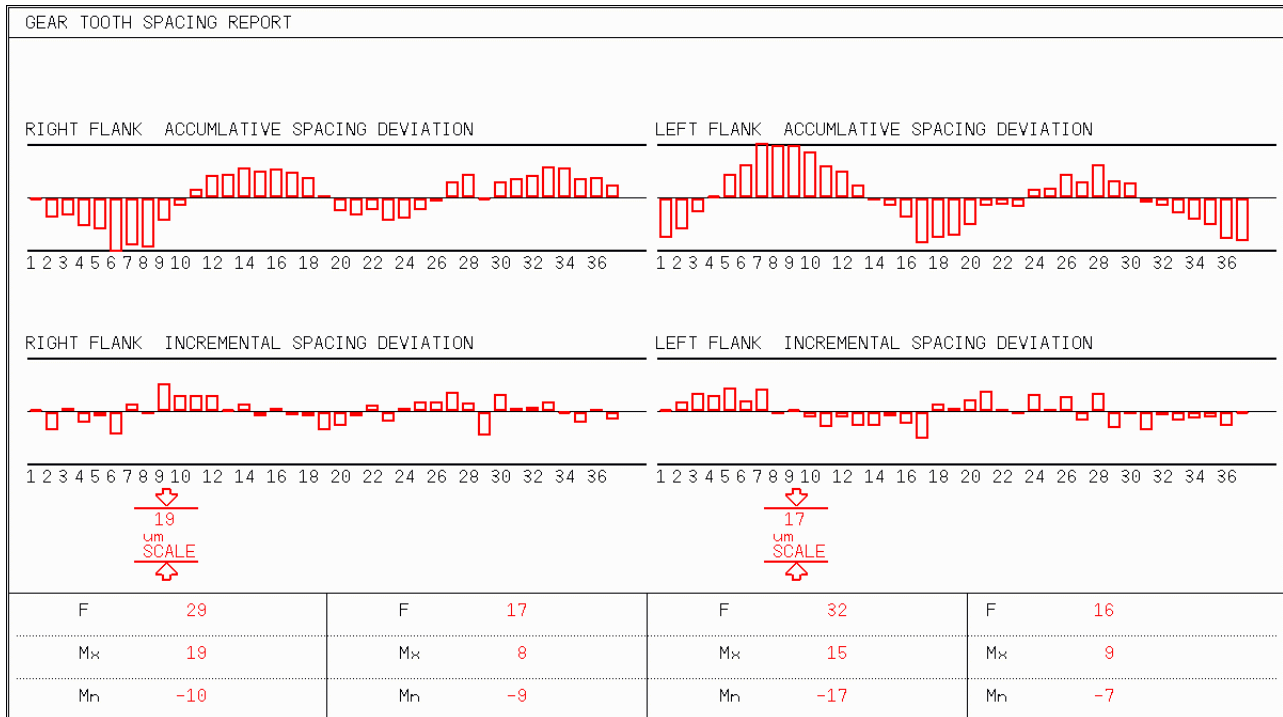 GEAR TOOTH SPACING REPORT
RIGHT FLANK ACCUMLATIVE SPACING DEVIATION
LEFT FLANK ACCUMLATIVE SPACING DEVIATION
1 2 3 4 5 6 7 8 9 10 12 14 16 18 20 22 24 26 28 30 32 34 36
1 2 3 4 5 6 7 8 9 10 12 14 16 18 20 22 24 26 28 30 32 34 36
RIGHT FLANK INCREMENTAL SPACING DEVIATION
LEFT FLANK INCREMENTAL SPACING DEVIATION
1 2 3 4 5 6 7 8 9 10 12 14 16 18 20 22 24 26 28 30 32 34 36
1 2 3 4 5 6 7 8 9 10 12 14 16 18 20 22 24 26 28 30 32 34 36
19
um
SCALE
17
um
SCALE
F 29 F 17 F 32 F 16
Mx 19 Mx 8 Mx 15 Mx 9
Mn -10 Mn -9 Mn -17 Mn -7